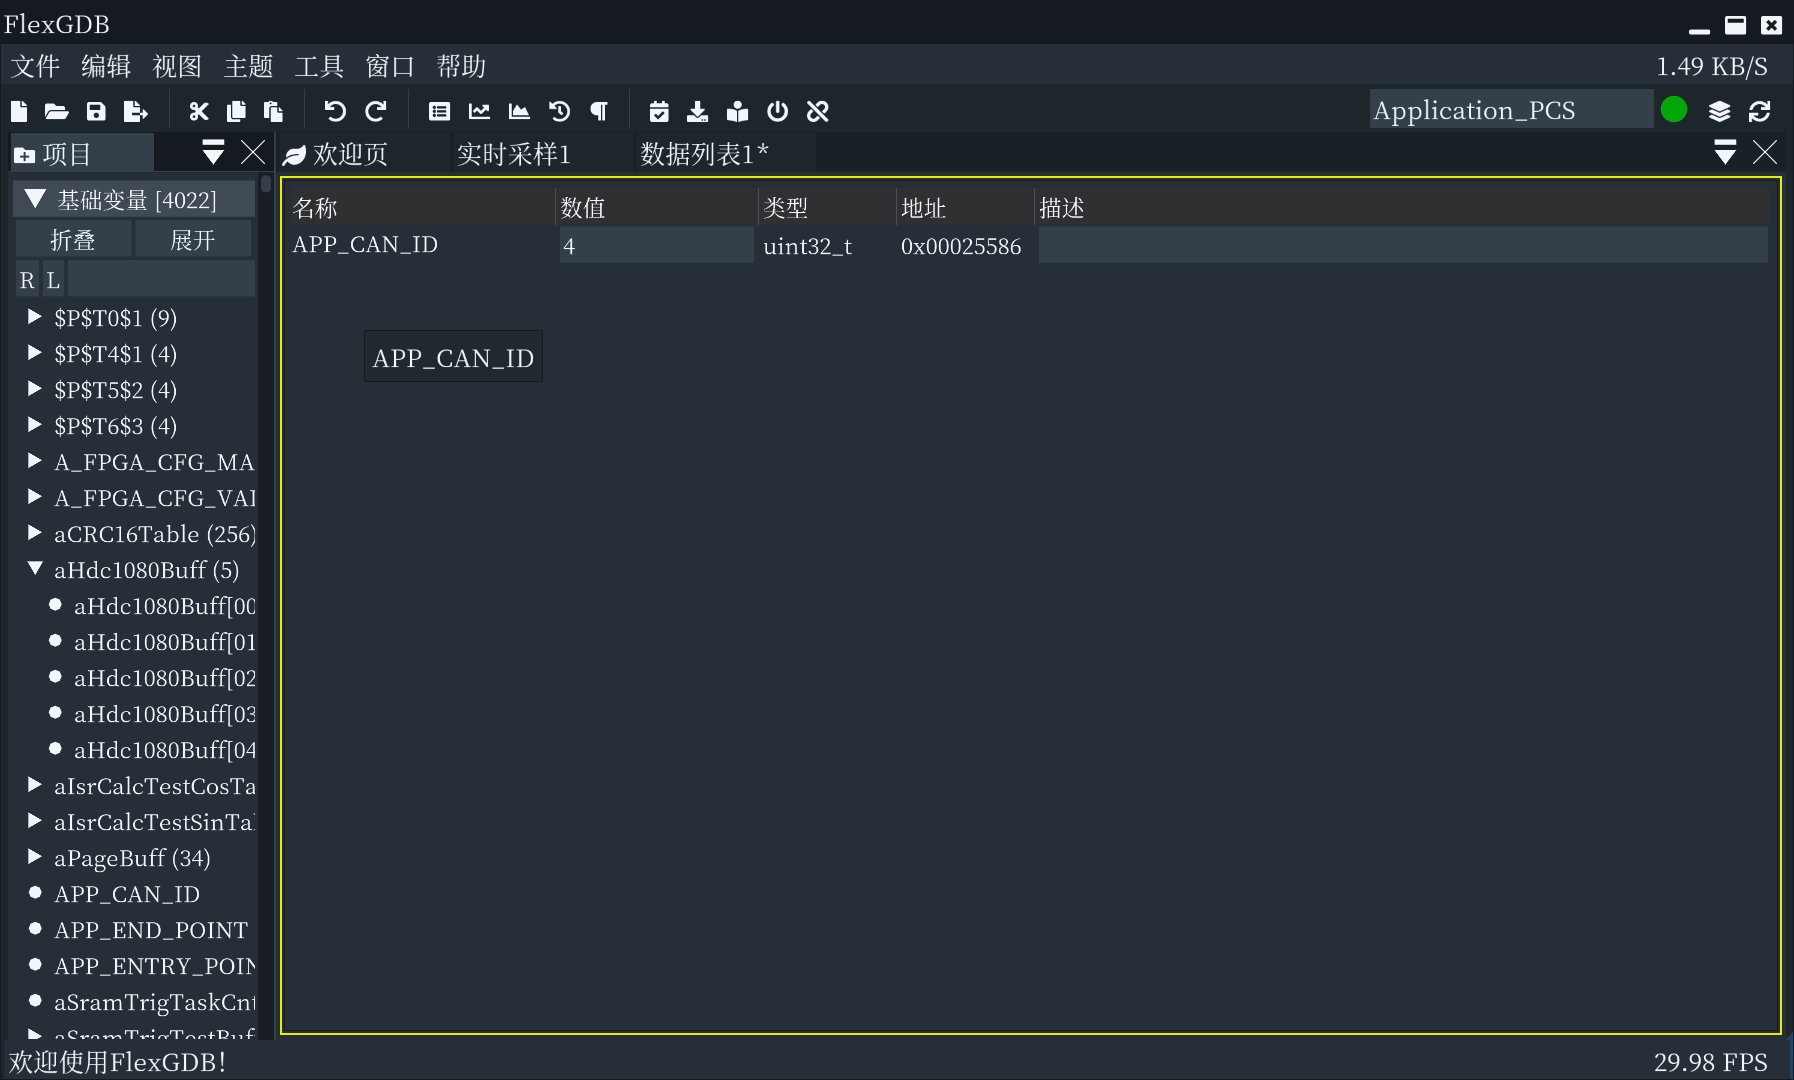 FlexGDB
文件 编辑 视图 主题 工具 窗口 帮助 1.49 KB/S
Application_PCS
项目 欢迎页 实时采样1 数据列表1*
基础变量 [4022]
折叠 展开
R L
$P$T0$1 (9)
$P$T4$1 (4)
$P$T5$2 (4)
$P$T6$3 (4)
A_FPGA_CFG_MA
A_FPGA_CFG_VAI
aCRC16Table (256)
aHdc1080Buff (5)
aHdc1080Buff[00
aHdc1080Buff[01
aHdc1080Buff[02
aHdc1080Buff[03
aHdc1080Buff[04
aIsrCalcTestCosTa
aIsrCalcTestSinTa
aPageBuff (34)
APP_CAN_ID
APP_END_POINT
APP_ENTRY_POIN
aSramTrigTaskCnt
aSramTrigTestBuf
名称 数值 类型 地址 描述
APP_CAN_ID 4 uint32_t 0x00025586
APP_CAN_ID
欢迎使用FlexGDB! 29.98 FPS